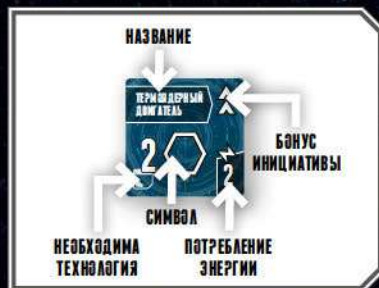 НАЗВАНИЕ
ТЕРМОЯДЕРНЫЙ
ДВИГАТЕЛЬ
2
2
БОНУС
ИНИЦИАТИВЫ
СИМВОЛ
НЕОБХОДИМА
ТЕХНОЛОГИЯ
ПОТРЕБЛЕНИЕ
ЭНЕРГИИ